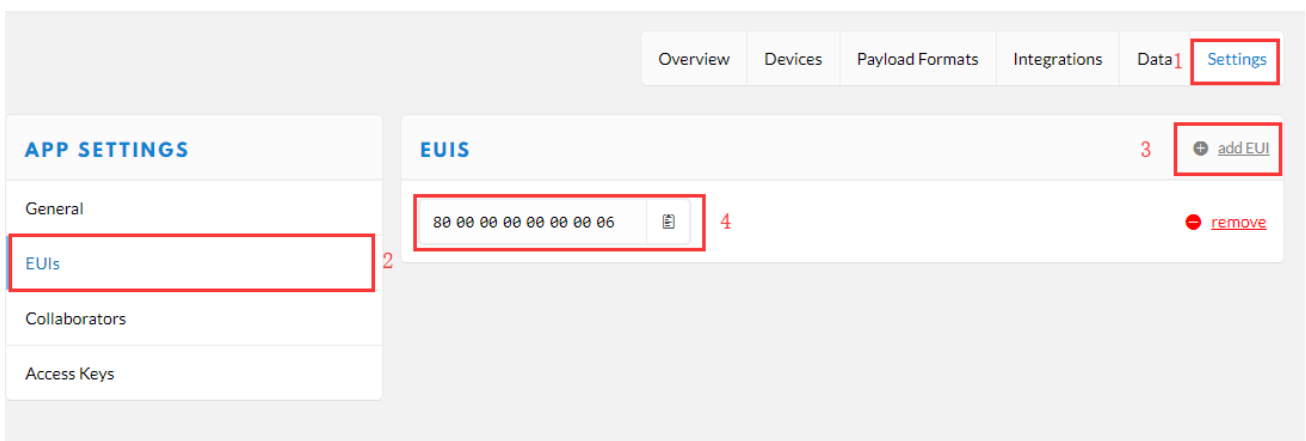 Overview Devices Payload Formats Integrations Data 1 Settings
APP SETTINGS
General
EUIs 2
Collaborators
Access Keys
EUIS 3 add EUI
80 00 00 00 00 00 00 06 4 remove